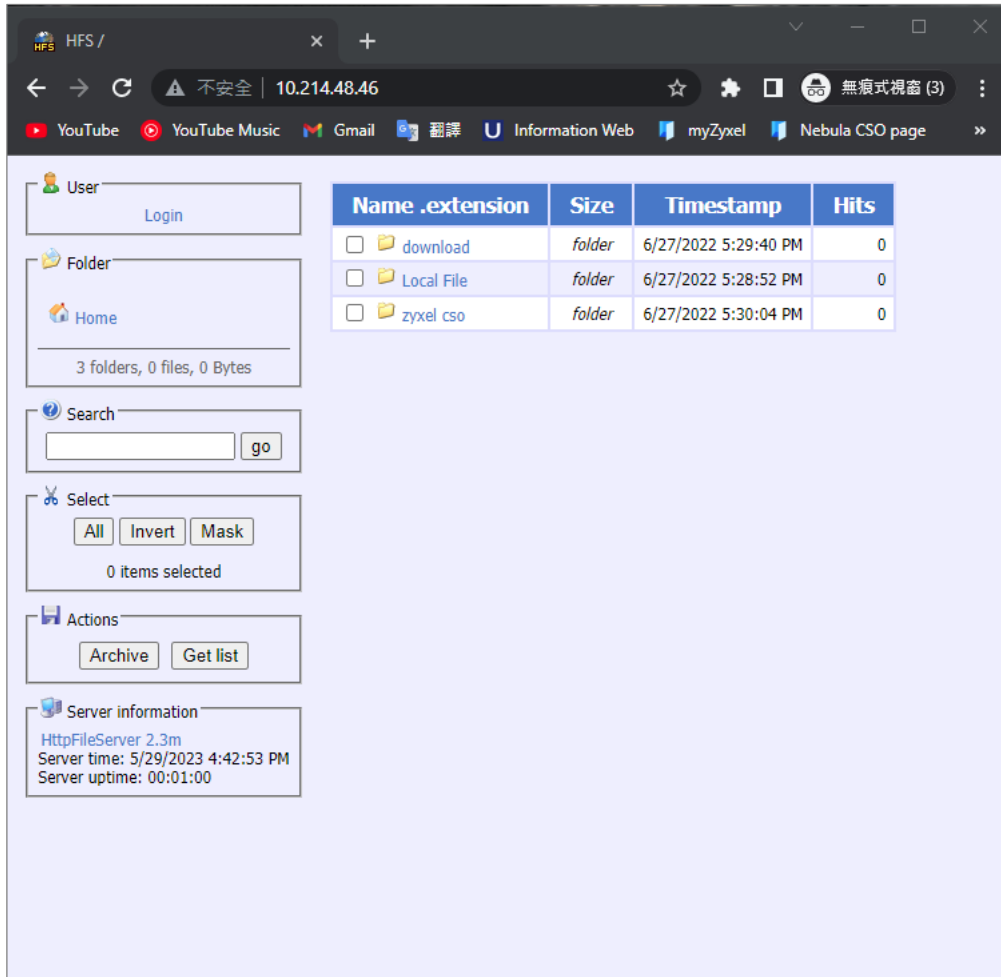 HFS /
不安全 10.214.48.46 無痕式視窗 (3)
YouTube YouTube Music Gmail 翻譯 Information Web myZyxel Nebula CSO page »
User
Login
Folder
Home
3 folders, 0 files, 0 Bytes
Search
go
Select
All Invert Mask
0 items selected
Actions
Archive Get list
Server information
HttpFileServer 2.3m
Server time: 5/29/2023 4:42:53 PM
Server uptime: 00:01:00
Name .extension Size Timestamp Hits
download folder 6/27/2022 5:29:40 PM 0
Local File folder 6/27/2022 5:28:52 PM 0
zyxel cso folder 6/27/2022 5:30:04 PM 0